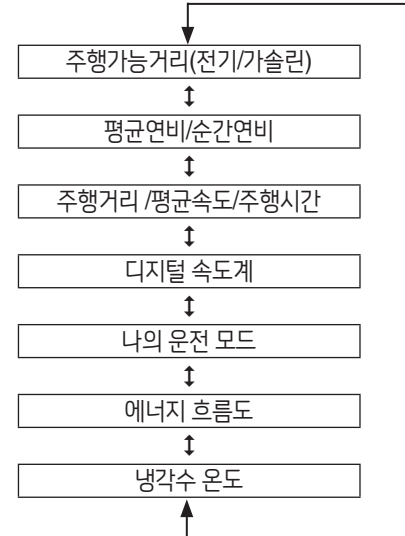 주행가능거리(전기/가솔린)
평균연비/순간연비
주행거리 /평균속도/주행시간
디지털 속도계
나의 운전 모드
에너지 흐름도
냉각수 온도